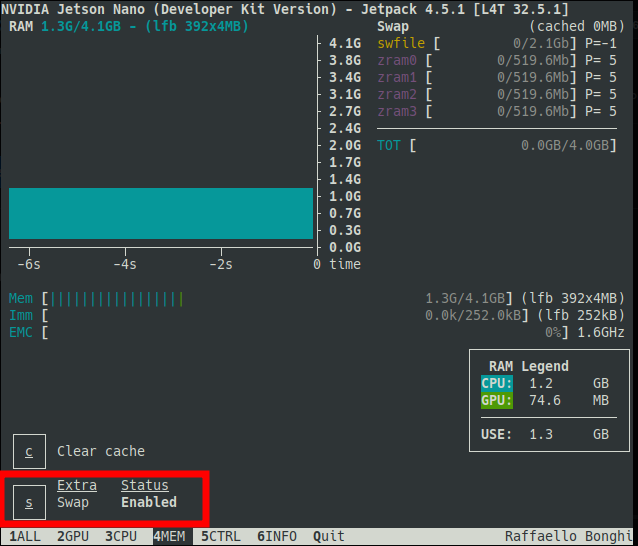 NVIDIA Jetson Nano (Developer Kit Version) - Jetpack 4.5.1 [L4T 32.5.1]
RAM 1.3G/4.1GB - (lfb 392x4MB)
4.1G
3.8G
3.4G
3.1G
2.7G
2.4G
2.0G
1.7G
1.4G
1.0G
0.7G
0.3G
0.0G
-6s -4s -2s 0 time
Swap (cached 0MB)
swfile [ 0/2.1Gb] P=-1
zram0 [ 0/519.6Mb] P= 5
zram1 [ 0/519.6Mb] P= 5
zram2 [ 0/519.6Mb] P= 5
zram3 [ 0/519.6Mb] P= 5
TOT [ 0.0GB/4.0GB]
Mem [||||||||||||||||| 1.3G/4.1GB] (lfb 392x4MB)
Imm [ 0.0k/252.0kB] (lfb 252kB)
EMC [ 0%] 1.6GHz
RAM Legend
CPU: 1.2 GB
GPU: 74.6 MB
USE: 1.3 GB
c Clear cache
Extra Status
s Swap Enabled
1ALL 2GPU 3CPU 4MEM 5CTRL 6INFO Quit Raffaello Bonghi